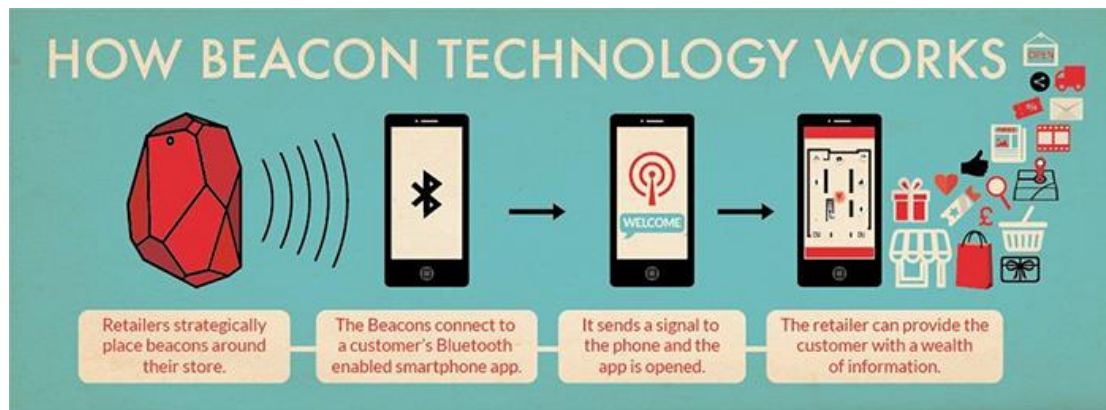 HOW BEACON TECHNOLOGY WORKS
OPEN
%
WELCOME
£
Retailers strategically
place beacons around
their store.
The Beacons connect to
a customer's Bluetooth
enabled smartphone app.
It sends a signal to
the phone and the
app is opened.
The retailer can provide the
customer with a wealth
of information.